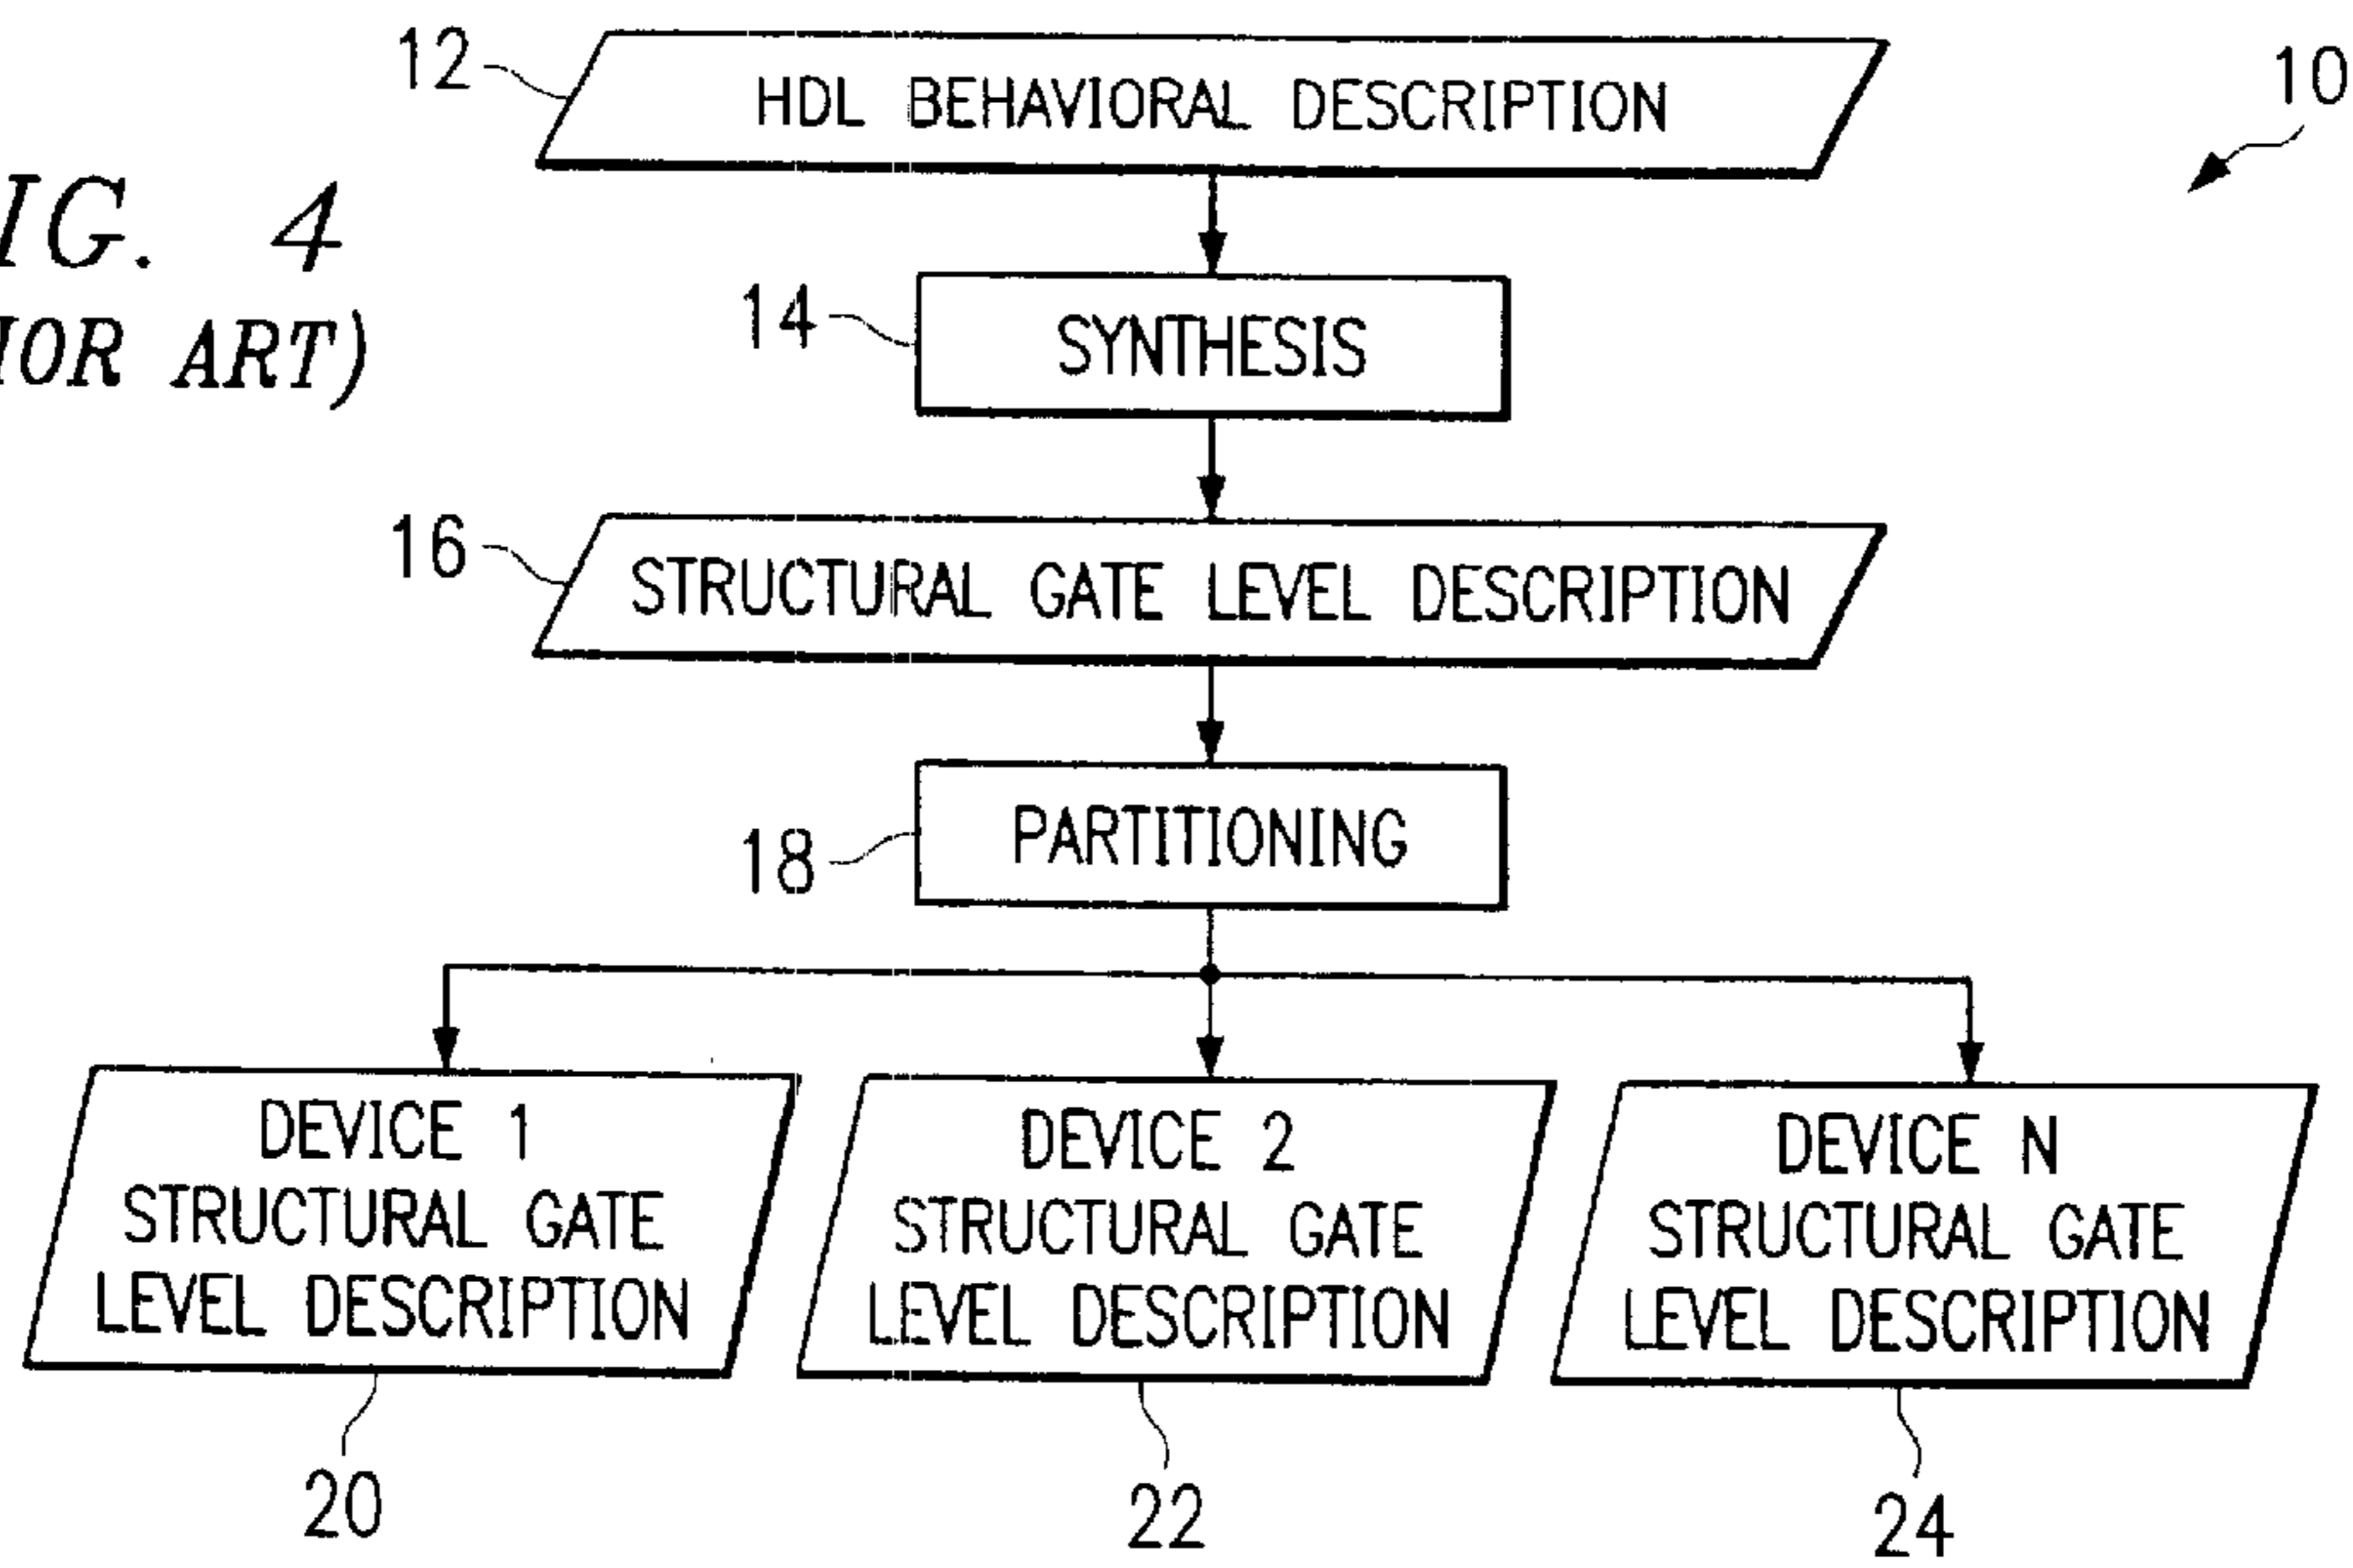 12
HDL BEHAVIORAL DESCRIPTION
10
IG. 4
IOR ART)
14
SYNTHESIS
16
STRUCTURAL GATE LEVEL DESCRIPTION
18
PARTITIONING
DEVICE 1
STRUCTURAL GATE
LEVEL DESCRIPTION
DEVICE 2
STRUCTURAL GATE
LEVEL DESCRIPTION
DEVICE N
STRUCTURAL GATE
LEVEL DESCRIPTION
20
22
24